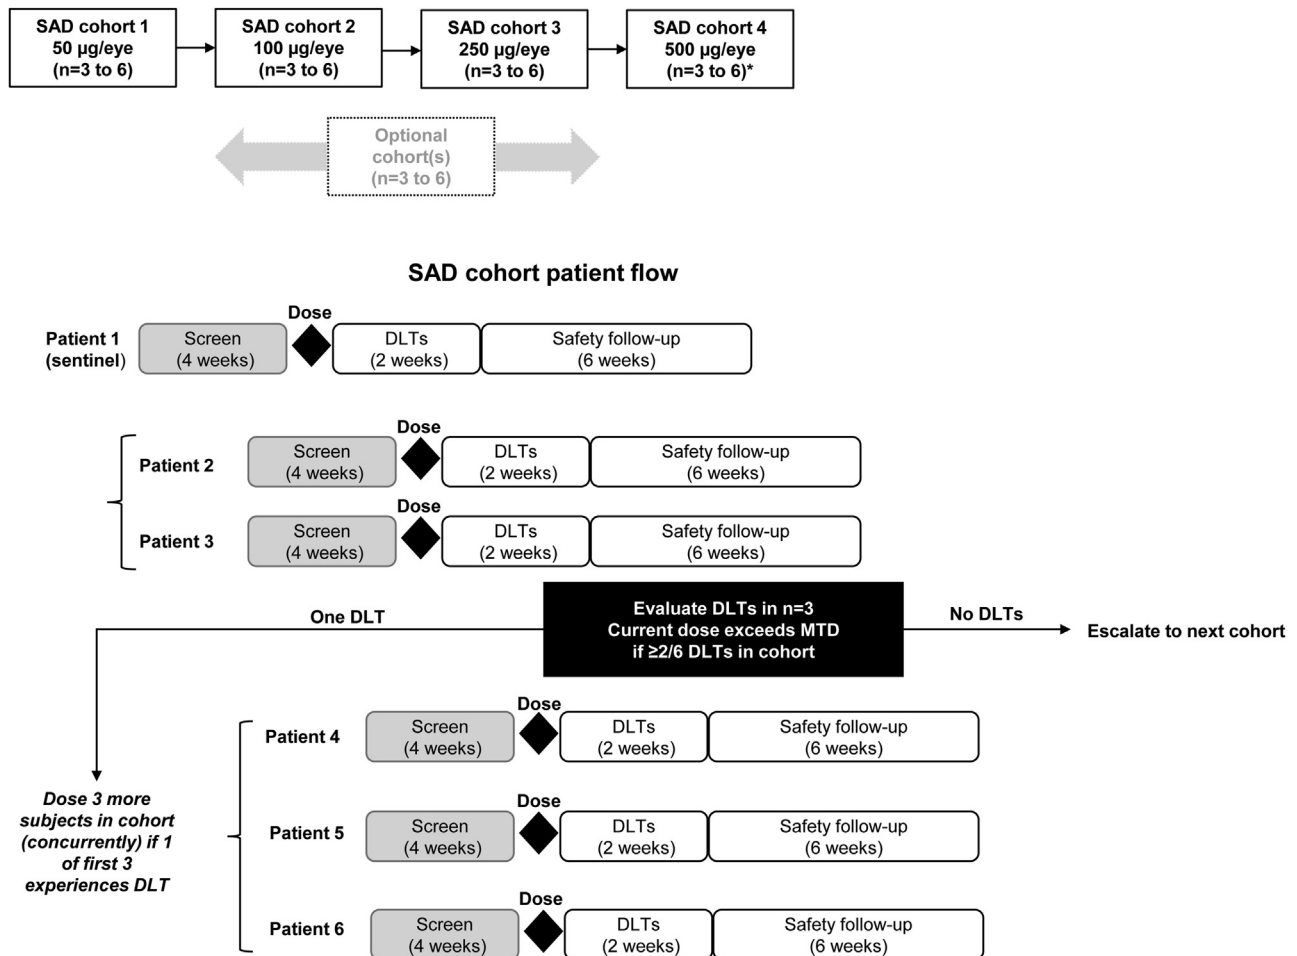 SAD cohort 1
50 µg/eye
(n=3 to 6)
SAD cohort 2
100 µg/eye
(n=3 to 6)
SAD cohort 3
250 µg/eye
(n=3 to 6)
SAD cohort 4
500 µg/eye
(n=3 to 6)*
Optional
cohort(s)
(n=3 to 6)
SAD cohort patient flow
Patient 1
(sentinel)
Screen
(4 weeks)
Dose
DLTs
(2 weeks)
Safety follow-up
(6 weeks)
Patient 2
Screen
(4 weeks)
Dose
DLTs
(2 weeks)
Safety follow-up
(6 weeks)
Patient 3
Screen
(4 weeks)
Dose
DLTs
(2 weeks)
Safety follow-up
(6 weeks)
One DLT
Evaluate DLTs in n=3
Current dose exceeds MTD
if ≥2/6 DLTs in cohort
No DLTs
Escalate to next cohort
Dose 3 more
subjects in cohort
(concurrently) if 1
of first 3
experiences DLT
Patient 4
Screen
(4 weeks)
Dose
DLTs
(2 weeks)
Safety follow-up
(6 weeks)
Patient 5
Screen
(4 weeks)
Dose
DLTs
(2 weeks)
Safety follow-up
(6 weeks)
Patient 6
Screen
(4 weeks)
Dose
DLTs
(2 weeks)
Safety follow-up
(6 weeks)